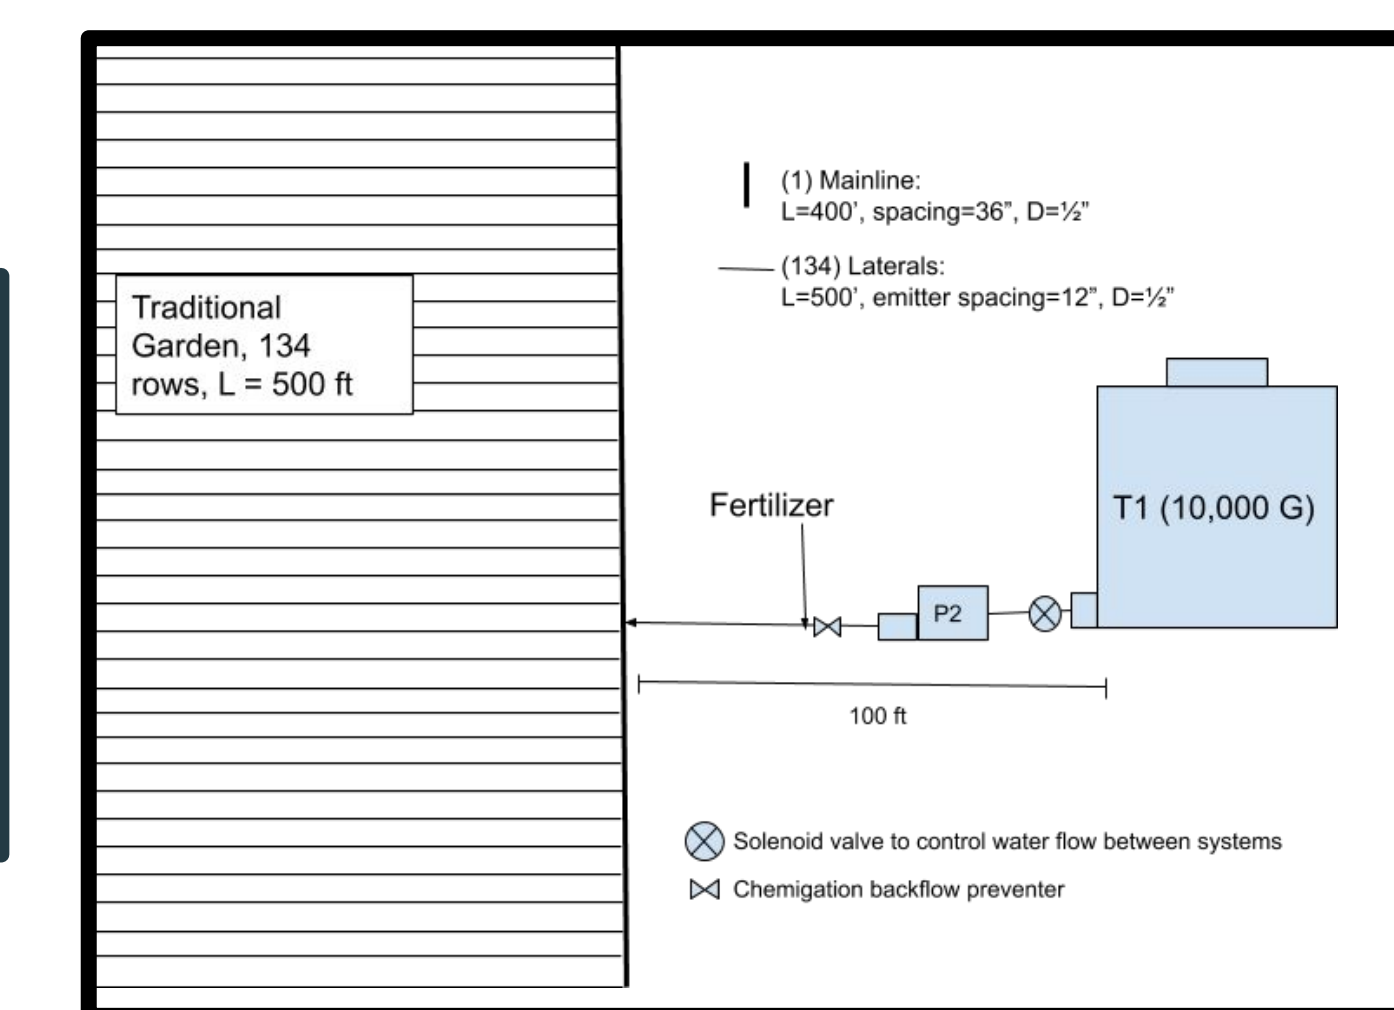 (1) Mainline:
L=400’, spacing=36”, D=½”
(134) Laterals:
L=500’, emitter spacing=12”, D=½”
Traditional
Garden, 134
rows, L = 500 ft
T1 (10,000 G)
Fertilizer
P2
100 ft
Solenoid valve to control water flow between systems
Chemigation backflow preventer